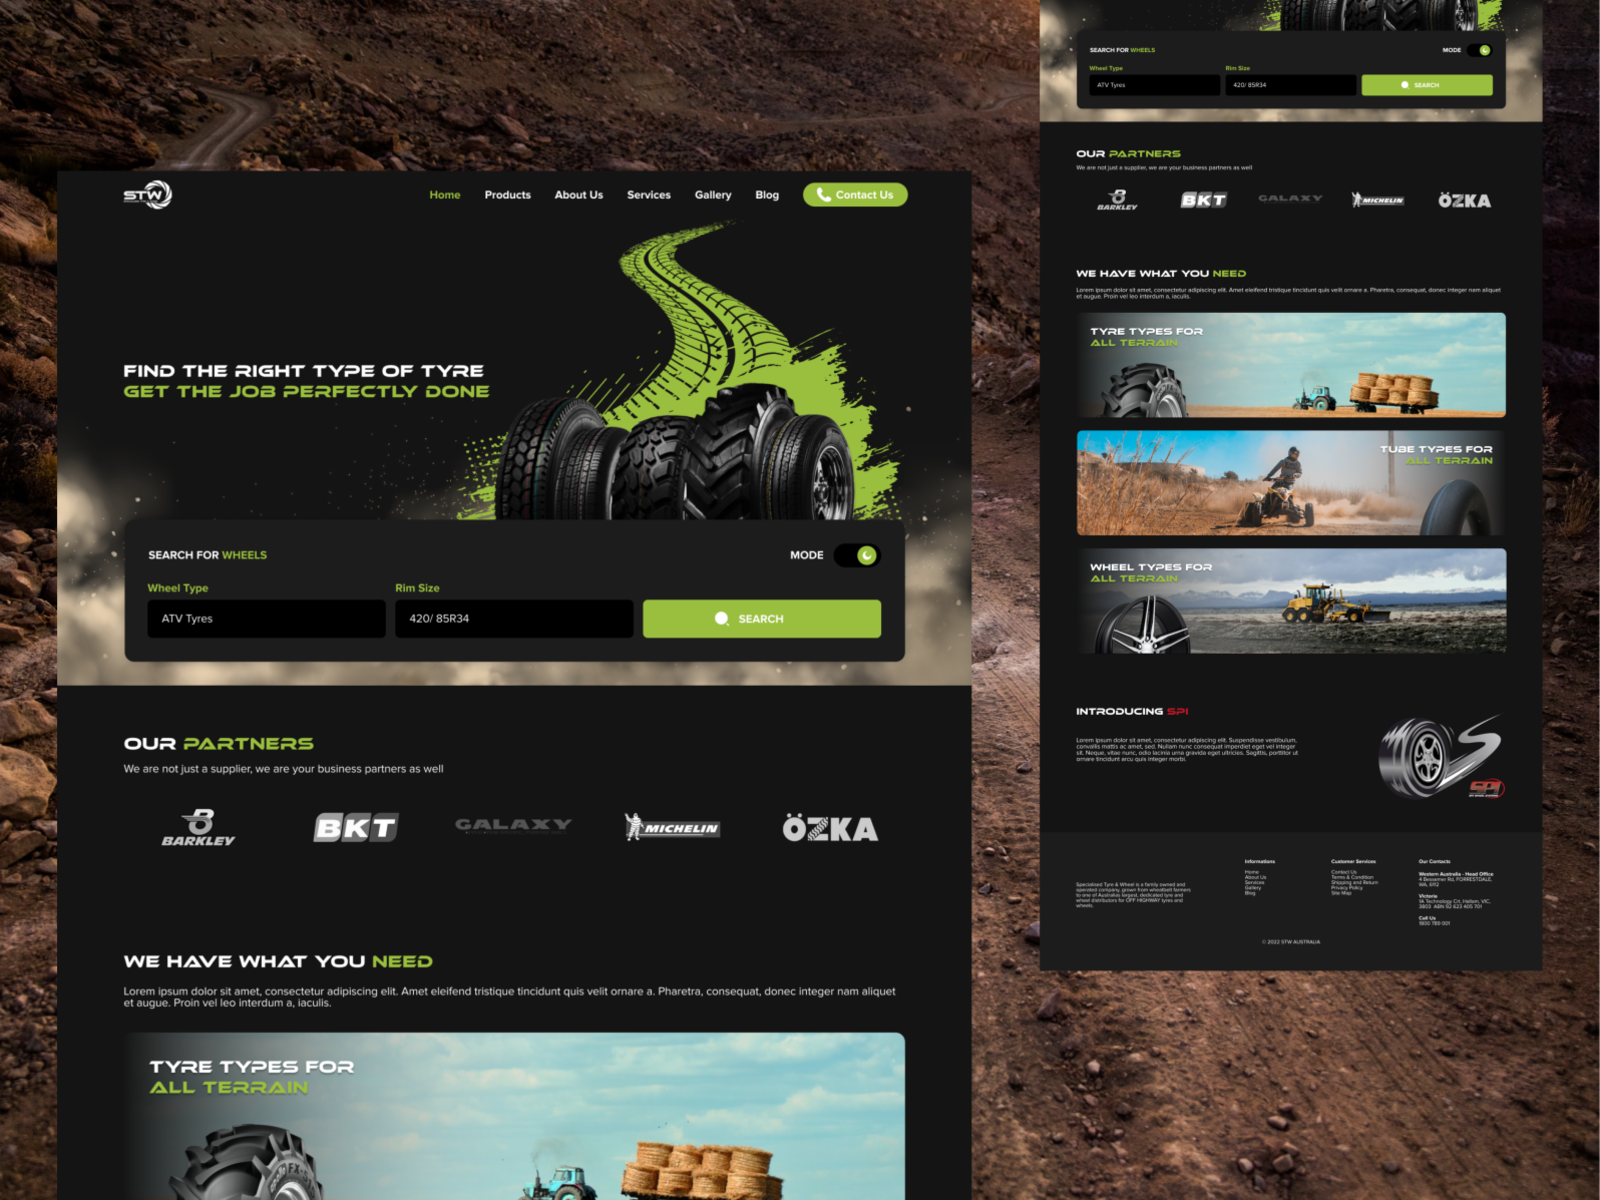 STW
Home
Products
About Us
Services
Gallery
Blog
Contact Us
FIND THE RIGHT TYPE OF TYRE
GET THE JOB PERFECTLY DONE
SEARCH FOR WHEELS
MODE
Wheel Type
Rim Size
ATV Tyres
420/ 85R34
SEARCH
OUR PARTNERS
We are not just a supplier, we are your business partners as well
BARKLEY
BKT
GALAXY
MICHELIN
ÖZKA
WE HAVE WHAT YOU NEED
Lorem ipsum dolor sit amet, consectetur adipiscing elit. Amet eleifend tristique tincidunt quis velit ornare a. Pharetra, consequat, donec integer nam aliquet
et augue. Proin vel leo interdum a, iaculis.
TYRE TYPES FOR
ALL TERRAIN
SEARCH FOR WHEELS
MODE
Wheel Type
Rim Size
ATV Tyres
420/ 85R34
SEARCH
OUR PARTNERS
We are not just a supplier, we are your business partners as well
BARKLEY
BKT
GALAXY
MICHELIN
ÖZKA
WE HAVE WHAT YOU NEED
Lorem ipsum dolor sit amet, consectetur adipiscing elit. Amet eleifend tristique tincidunt quis velit ornare a. Pharetra, consequat, donec integer nam aliquet
et augue. Proin vel leo interdum a, iaculis.
TYRE TYPES FOR
ALL TERRAIN
TUBE TYPES FOR
ALL TERRAIN
WHEEL TYPES FOR
ALL TERRAIN
INTRODUCING SPI
Lorem ipsum dolor sit amet, consectetur adipiscing elit. Suspendisse vestibulum,
convallis mattis ac amet, sed. Nullam nunc consequat imperdiet eget vel integer
sit. Neque, vitae nunc, odio lacinia urna gravida eget ultricies. Sagittis, porttitor ut
ornare tincidunt arcu quis integer morbi.
SPI
Specialised Tyre & Wheel is a family owned and
operated company, grown from wheatbelt farmers
to one of Australias largest, dedicated tyre and
wheel distributors for OFF HIGHWAY tyres and
wheels.
Informations
Home
About Us
Services
Gallery
Blog
Customer Services
Contact Us
Terms & Condition
Shipping and Return
Privacy Policy
Site Map
Our Contacts
Western Australia - Head Office
4 Bessemer Rd, FORRESTDALE,
WA, 6112
Victoria
1A Technology Crt, Hallam, VIC,
3803 ABN 92 623 405 701
Call Us
1800 789 001
© 2022 STW AUSTRALIA